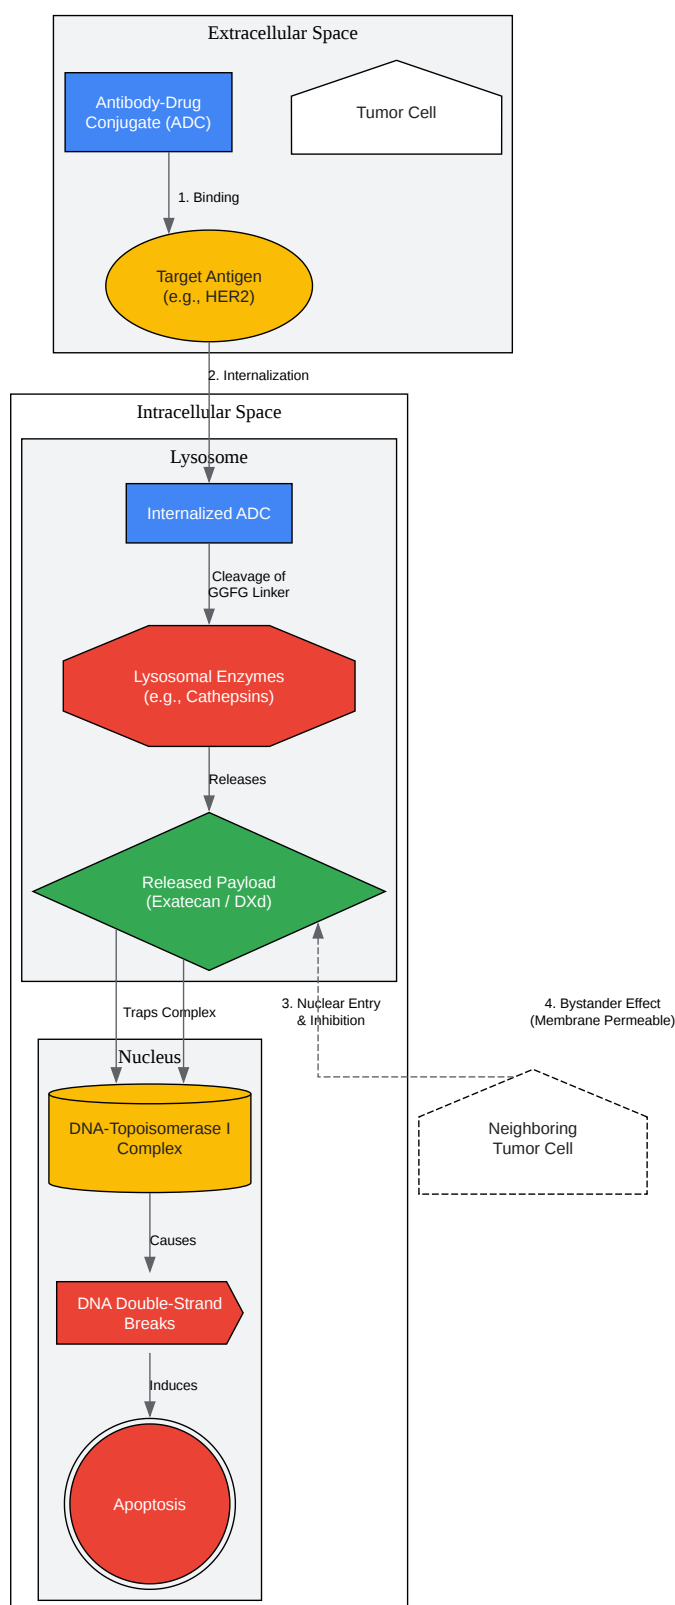 Extracellular Space
Antibody-Drug
Conjugate (ADC)
Tumor Cell
1. Binding
Target Antigen
(e.g., HER2)
2. Internalization
Intracellular Space
Lysosome
Internalized ADC
Cleavage of
GGFG Linker
Lysosomal Enzymes
(e.g., Cathepsins)
Releases
Released Payload
(Exatecan / DXd)
Traps Complex
3. Nuclear Entry
& Inhibition
4. Bystander Effect
(Membrane Permeable)
Nucleus
DNA-Topoisomerase I
Complex
Neighboring
Tumor Cell
Causes
DNA Double-Strand
Breaks
Induces
Apoptosis